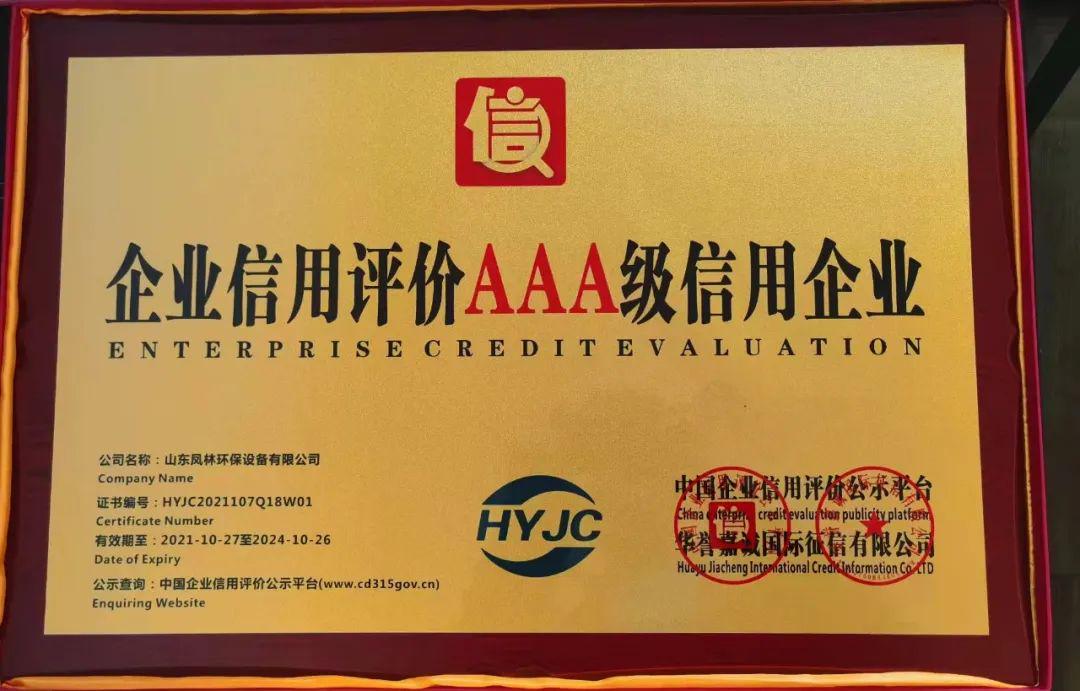 信
企业信用评价AAA级信用企业
ENTERPRISE CREDIT EVALUATION
公司名称：山东凤林环保设备有限公司
Company Name
证书编号：HYJC2021107Q18W01
Certificate Number
有效期至：2021-10-27至2024-10-26
Date of Expiry
公示查询：中国企业信用评价公示平台(www.cd315gov.cn)
Enquiring Website
HYJC
中国企业信用评价公示平台
China enterprise credit evaluation publicity platform
信
华誉嘉诚国际征信有限公司
Huayu Jiacheng International Credit Information Co. LTD